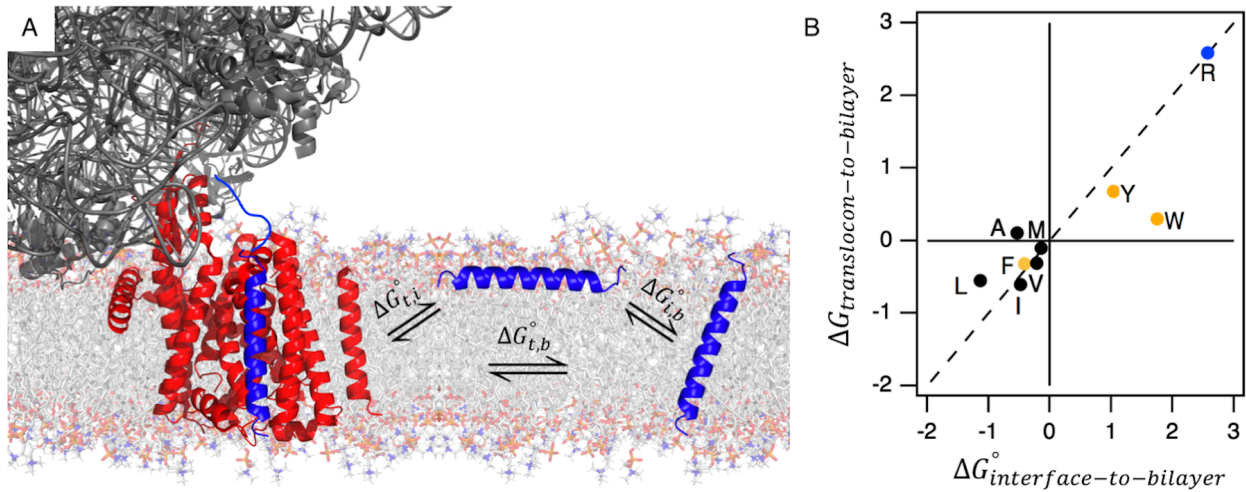 A
ΔG°t,i
ΔG°i,b
ΔG°t,b
B
ΔGtranslocon−to−bilayer
3
2
1
0
-1
-2
R
Y
W
A
M
F
V
L
I
-2
-1
0
1
2
3
ΔG°interface−to−bilayer